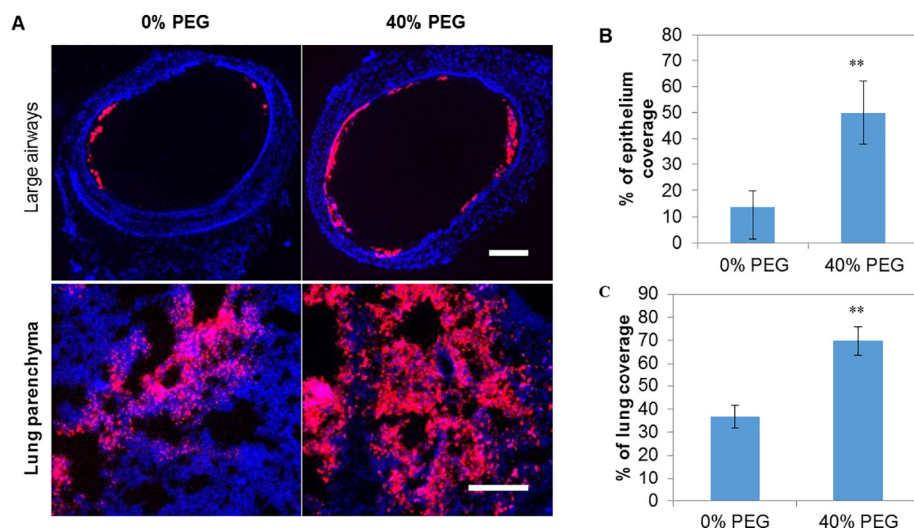 A
0% PEG
40% PEG
Large airways
Lung parenchyma
B
% of epithelium
coverage
80
70
60
50
40
30
20
10
0
**
0% PEG
40% PEG
C
% of lung coverage
90
80
70
60
50
40
30
20
10
0
**
0% PEG
40% PEG